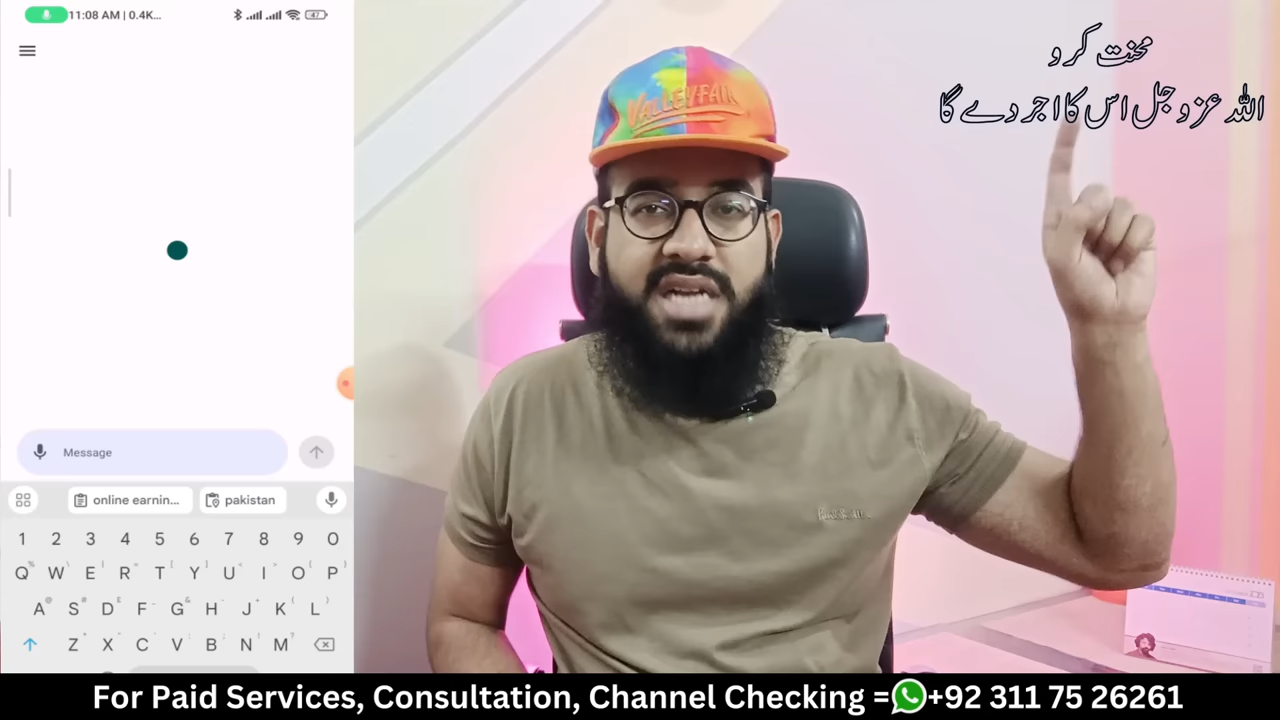 11:08 AM | 0.4K...
47
محنت کرو
اللہ عزوجل اس کا اجر دے گا
VALLEYFAIR
Message
online earnin...
pakistan
1 2 3 4 5 6 7 8 9 0
Q W E R T Y U I O P
A S D F G H J K L
Z X C V B N M
For Paid Services, Consultation, Channel Checking = +92 311 75 26261